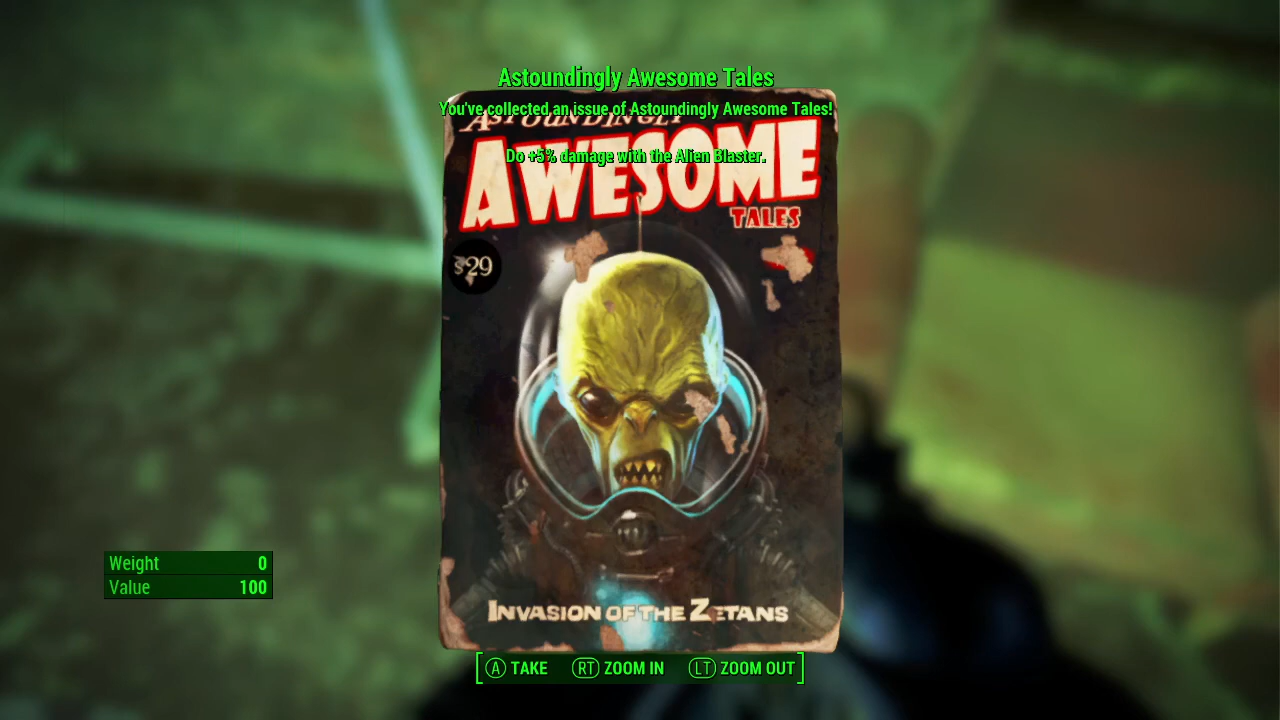 Astoundingly Awesome Tales
You've collected an issue of Astoundingly Awesome Tales!
ASTOUNDINGLY
Do +5% damage with the Alien Blaster.
AWESOME
TALES
$29
Weight 0
Value 100
INVASION OF THE ZETANS
A TAKE RT ZOOM IN LT ZOOM OUT